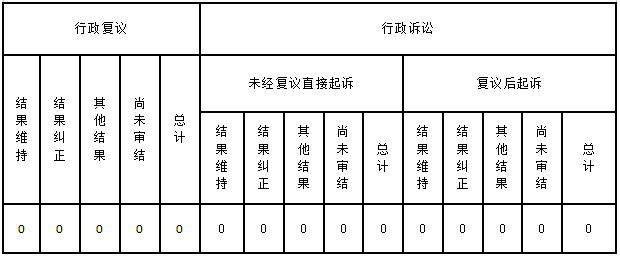 行政复议 行政诉讼
未经复议直接起诉 复议后起诉
结果维持 结果纠正 其他结果 尚未审结 总计 结果维持 结果纠正 其他结果 尚未审结 总计 结果维持 结果纠正 其他结果 尚未审结 总计
0 0 0 0 0 0 0 0 0 0 0 0 0 0 0